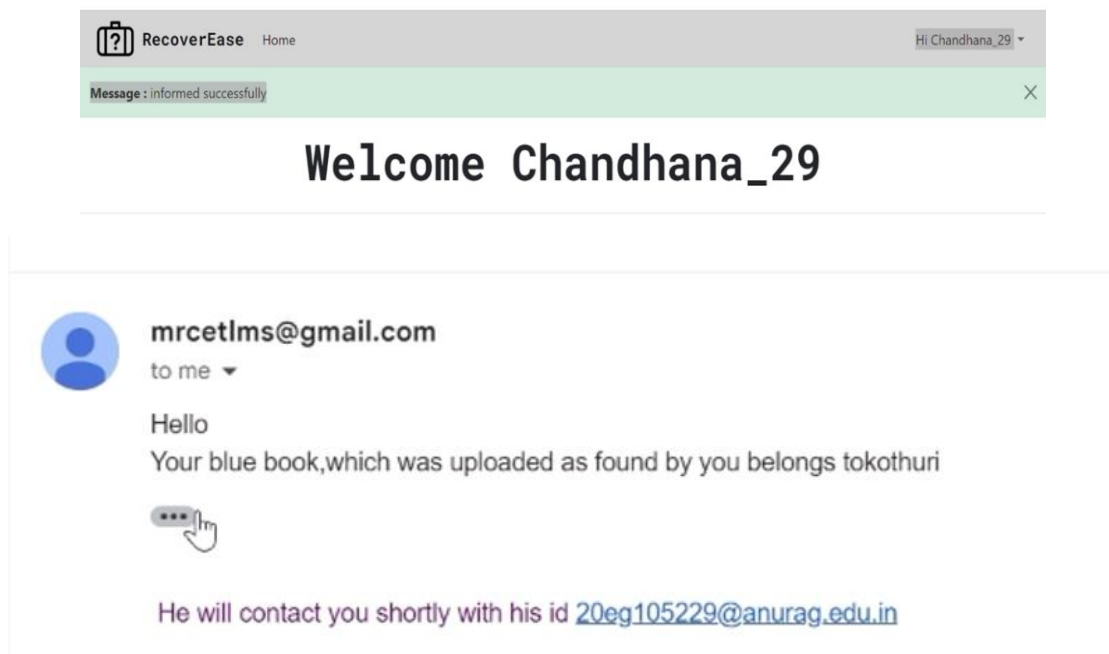 RecoverEase Home Hi Chandhana_29
Message : informed successfully
Welcome Chandhana_29
mrcetlms@gmail.com
to me
Hello
Your blue book,which was uploaded as found by you belongs tokothuri
He will contact you shortly with his id 20eg105229@anurag.edu.in